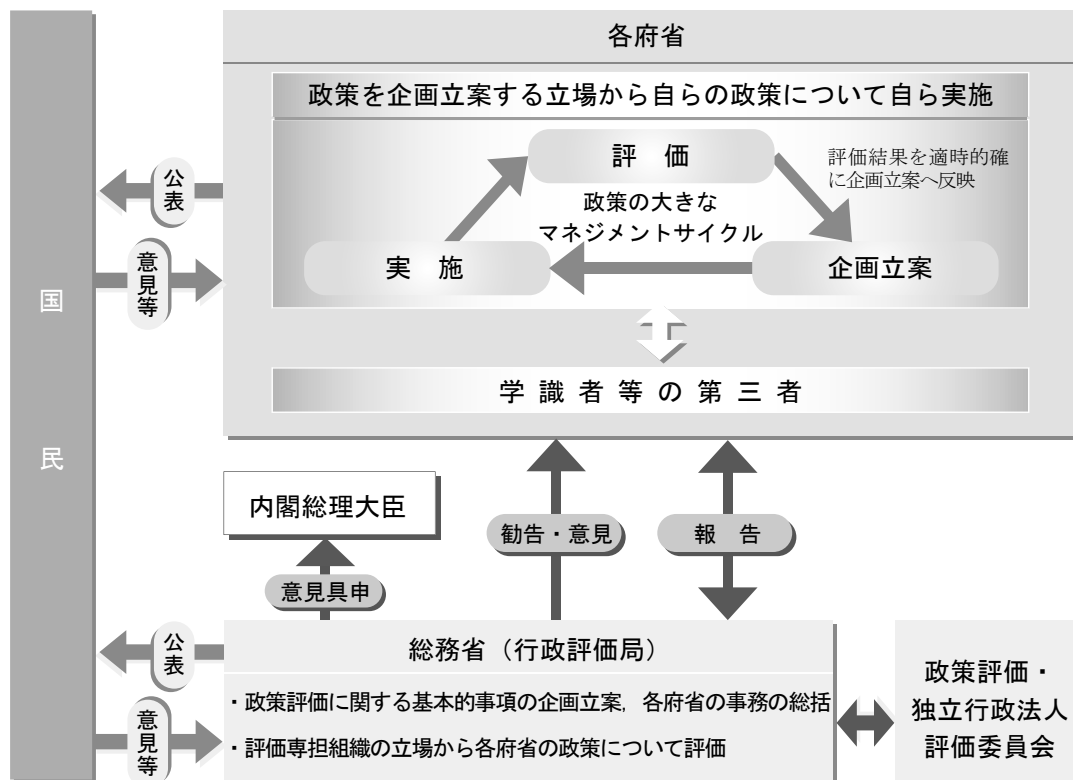 各府省
政策を企画立案する立場から自らの政策について自ら実施
評　価
評価結果を適時的確
に企画立案へ反映
政策の大きな
マネジメントサイクル
実　施
企画立案
学識者等の第三者
公表
意見等
国民
内閣総理大臣
勧告・意見
報　告
意見具申
公表
意見等
総務省（行政評価局）
・政策評価に関する基本的事項の企画立案，各府省の事務の総括
・評価専担組織の立場から各府省の政策について評価
政策評価・
独立行政法人
評価委員会